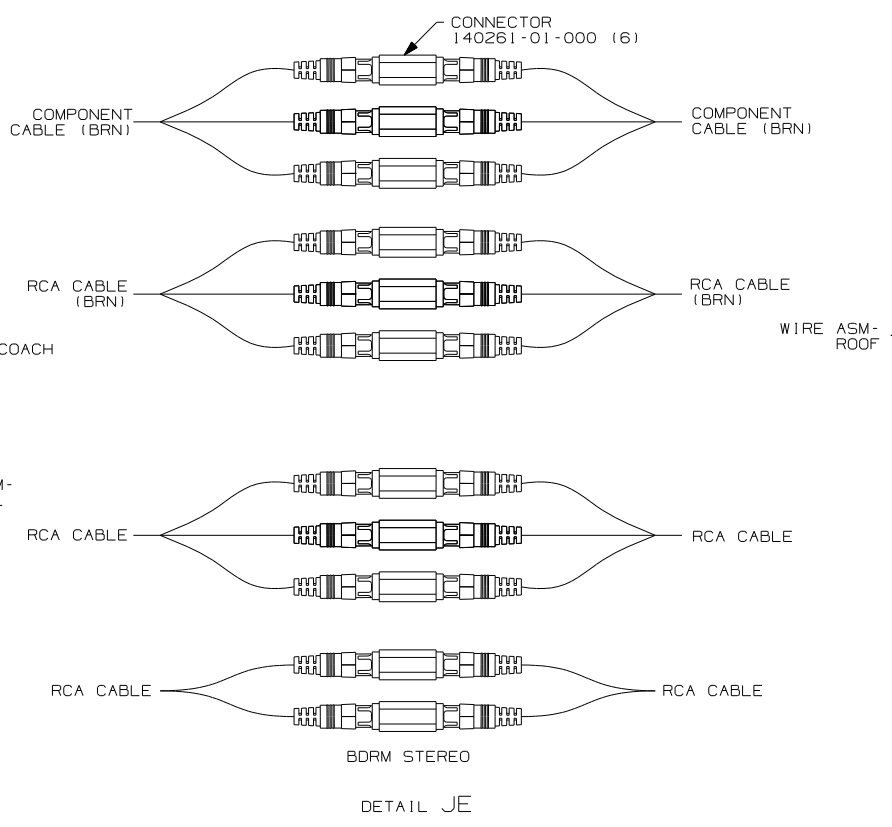 CONNECTOR
140261-01-000 (6)
COMPONENT
CABLE (BRN)
COMPONENT
CABLE (BRN)
RCA CABLE
(BRN)
RCA CABLE
(BRN)
WIRE ASM-
ROOF
COACH
RCA CABLE
RCA CABLE
RCA CABLE
RCA CABLE
BDRM STEREO
DETAIL JE